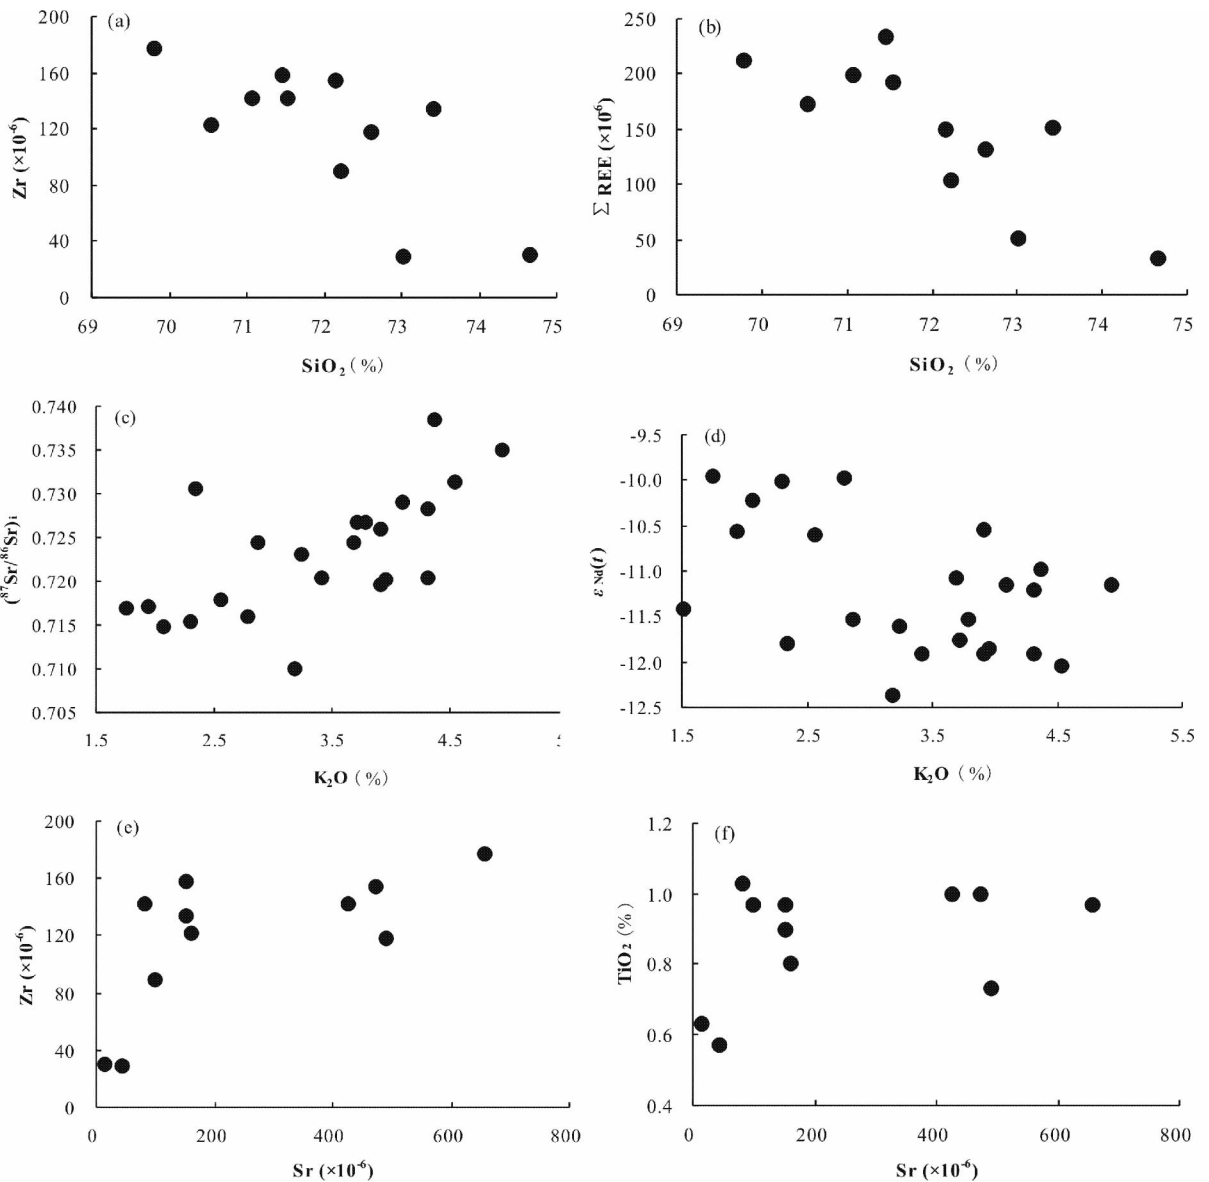 (a)
200
160
120
80
40
0
Zr (×10⁻⁶)
69 70 71 72 73 74 75
SiO₂ (%)
(b)
250
200
150
100
50
0
∑ REE (×10⁻⁶)
69 70 71 72 73 74 75
SiO₂ (%)
(c)
0.740
0.735
0.730
0.725
0.720
0.715
0.710
0.705
(⁸⁷Sr/⁸⁶Sr)i
1.5 2.5 3.5 4.5
K₂O (%)
(d)
-9.5
-10.0
-10.5
-11.0
-11.5
-12.0
-12.5
εNd(t)
1.5 2.5 3.5 4.5 5.5
K₂O (%)
(e)
200
160
120
80
40
0
Zr (×10⁻⁶)
0 200 400 600 800
Sr (×10⁻⁶)
(f)
1.2
1.0
0.8
0.6
0.4
TiO₂ (%)
0 200 400 600 800
Sr (×10⁻⁶)